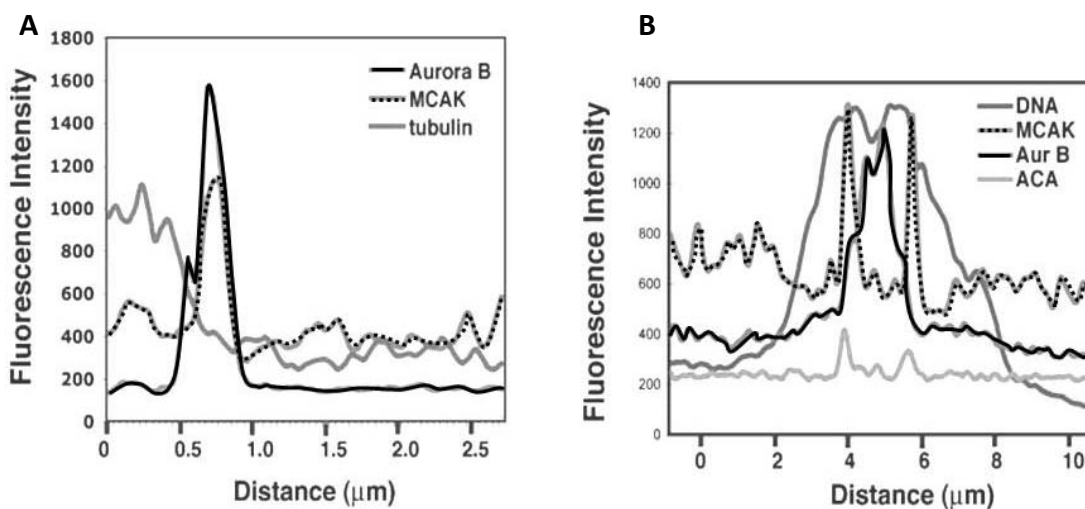 A
Fluorescence Intensity
1800
1600
1400
1200
1000
800
600
400
200
0
Aurora B
MCAK
tubulin
0 0.5 1.0 1.5 2.0 2.5
Distance (μm)
B
Fluorescence Intensity
1400
1200
1000
800
600
400
200
0
DNA
MCAK
Aur B
ACA
0 2 4 6 8 10
Distance (μm)